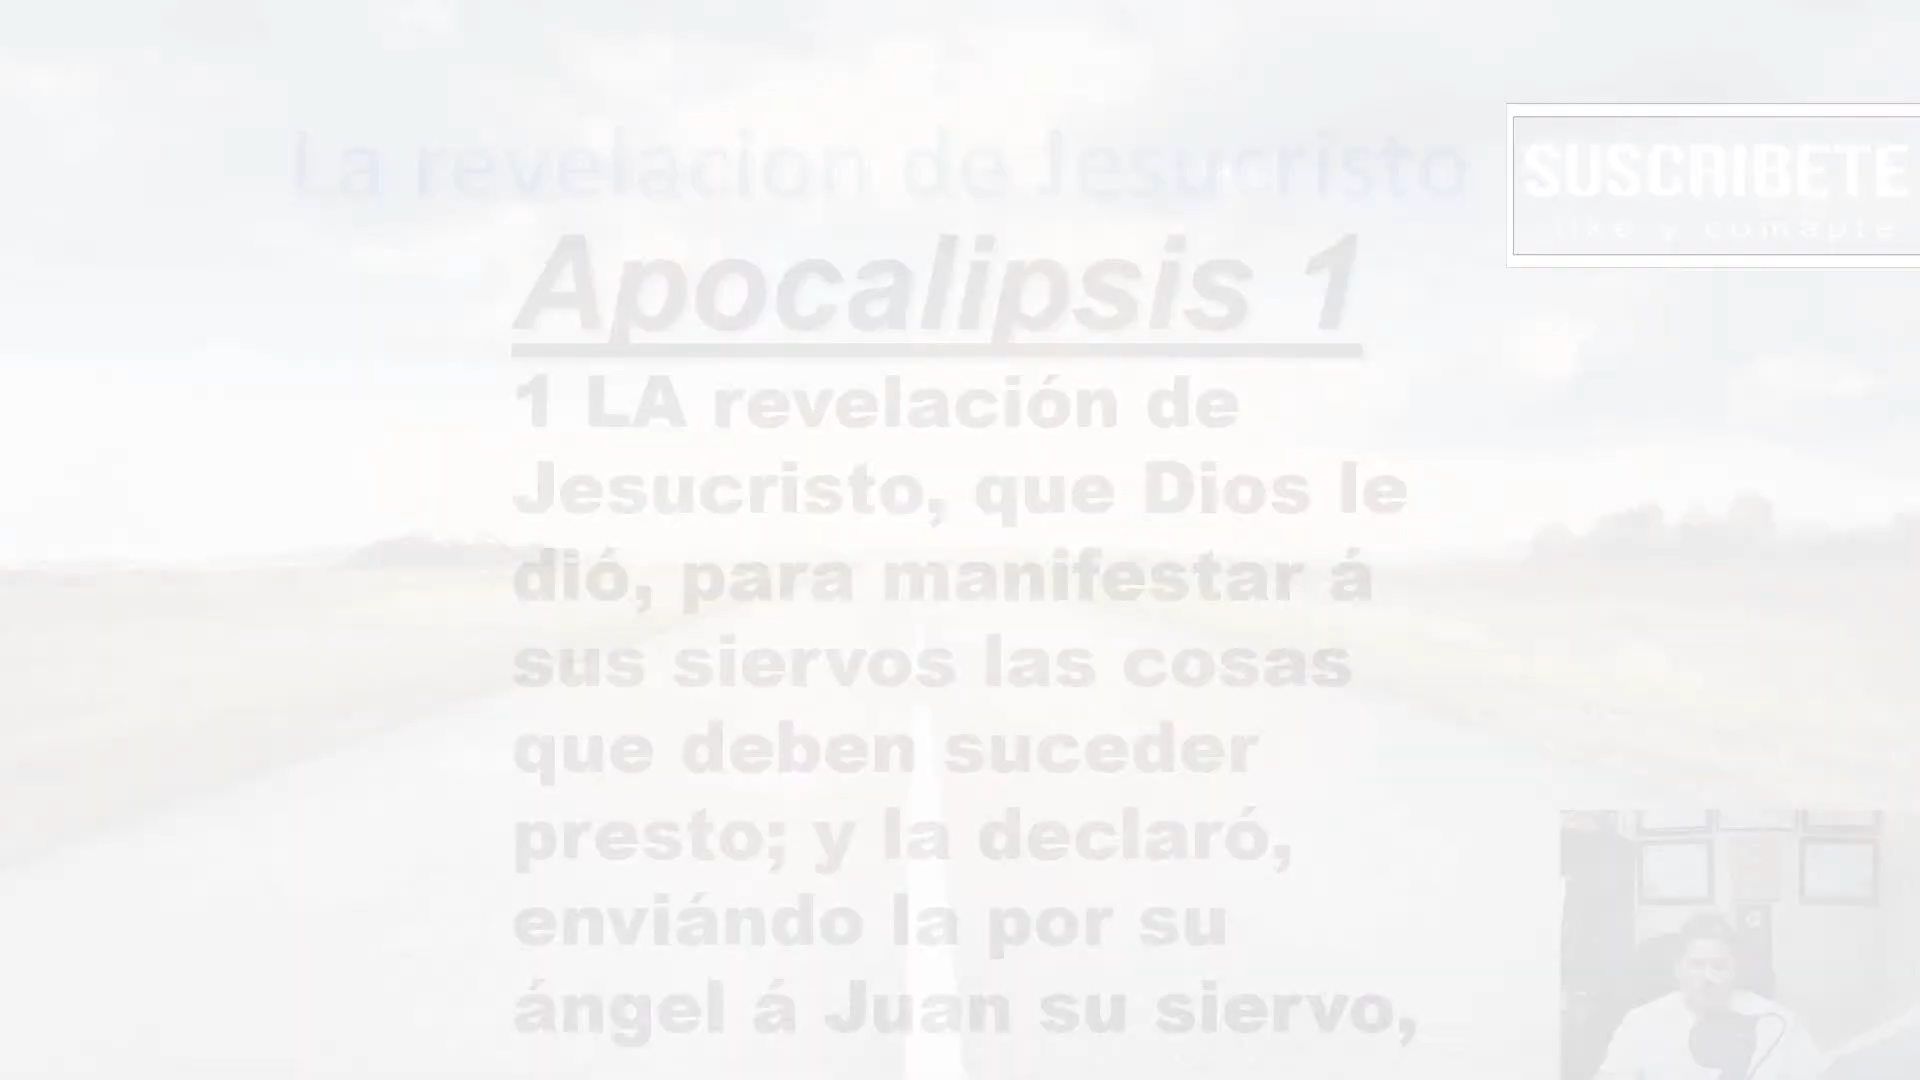 La revelacion de Jesucristo
SUSCRIBETE
Apocalipsis 1
1 LA revelación de
Jesucristo, que Dios le
dió, para manifestar á
sus siervos las cosas
que deben suceder
presto; y la declaró,
enviándo la por su
ángel á Juan su siervo,